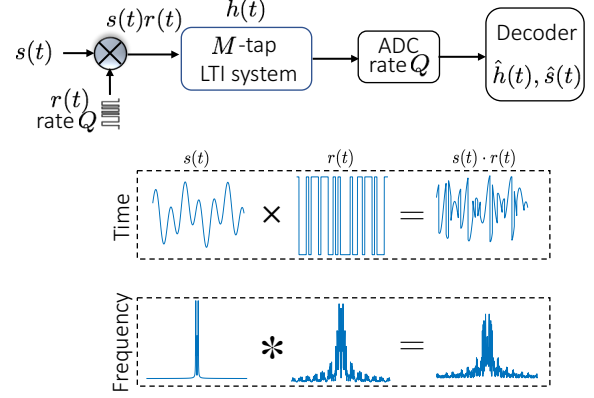 s(t)
s(t)r(t)
r(t)
rate Q
h(t)
M-tap
LTI system
ADC
rate Q
Decoder
ĥ(t), ŝ(t)
Time
s(t)
×
r(t)
=
s(t) · r(t)
Frequency
*
=